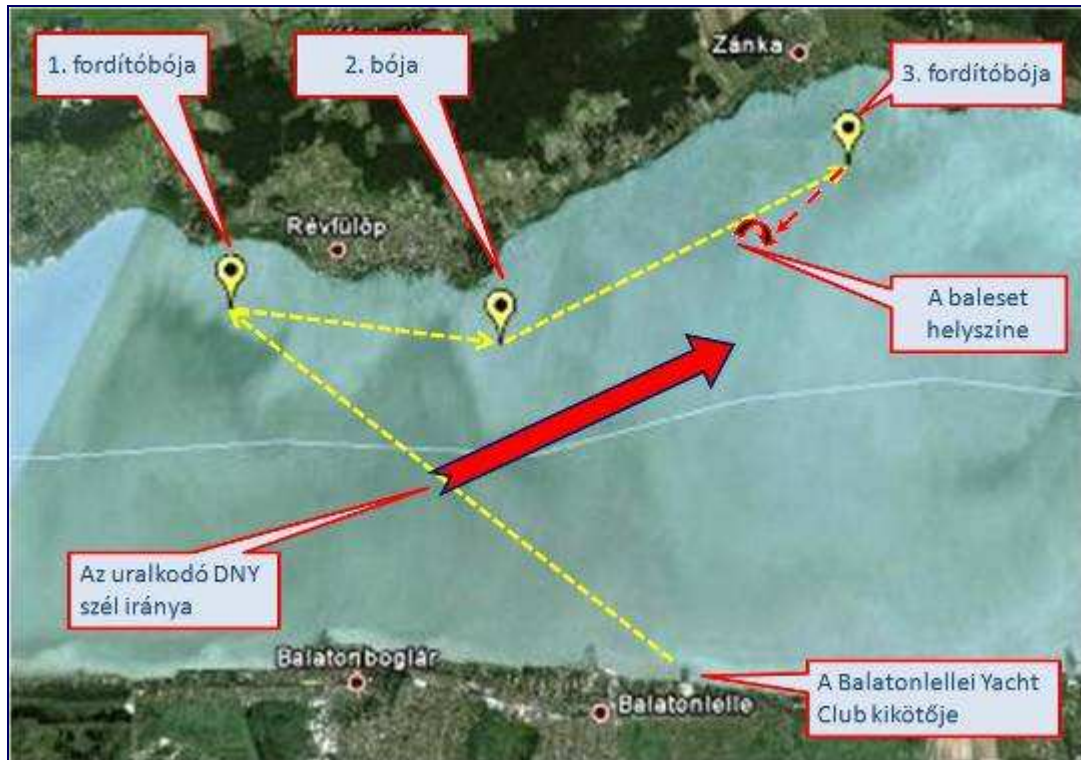 1. fordítóbója
2. bója
Zánka
3. fordítóbója
Révfülöp
A baleset
helyszíne
Az uralkodó DNY
szél iránya
Balatonboglár
Balatonlelle
A Balatonlellei Yacht
Club kikötője